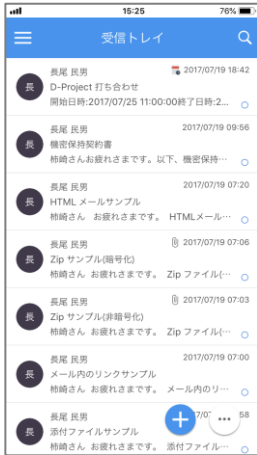 15:25
76%
受信トレイ
長尾 民男 2017/07/19 18:42
D-Project 打ち合わせ
開始日時:2017/07/25 11:00:00終了日時:2...
長
長尾 民男 2017/07/19 09:56
機密保持契約書
柿崎さんお疲れさまです。以下、機密保持…
長
長尾 民男 2017/07/19 07:20
HTML メールサンプル
柿崎さん お疲れさまです。 HTMLメール…
長
長尾 民男 2017/07/19 07:06
Zip サンプル(暗号化)
柿崎さん お疲れさまです。 Zip ファイル(…
長
長尾 民男 2017/07/19 07:03
Zip サンプル(非暗号化)
柿崎さん お疲れさまです。 Zip ファイル(…
長
長尾 民男 2017/07/19 07:00
メール内のリンクサンプル
柿崎さん お疲れさまです。 メール内のリ…
長
長尾 民男 58
添付ファイルサンプル
柿崎さん お疲れさまです。 添付ファイル…
長